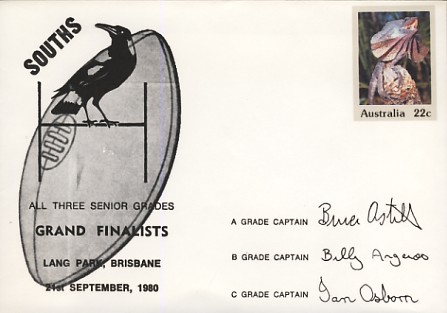 SOUTHS
Australia 22c
ALL THREE SENIOR GRADES
GRAND FINALISTS
LANG PARK, BRISBANE
21st SEPTEMBER, 1980
A GRADE CAPTAIN Bruce Astill
B GRADE CAPTAIN Billy Argeros
C GRADE CAPTAIN Ian Osborn